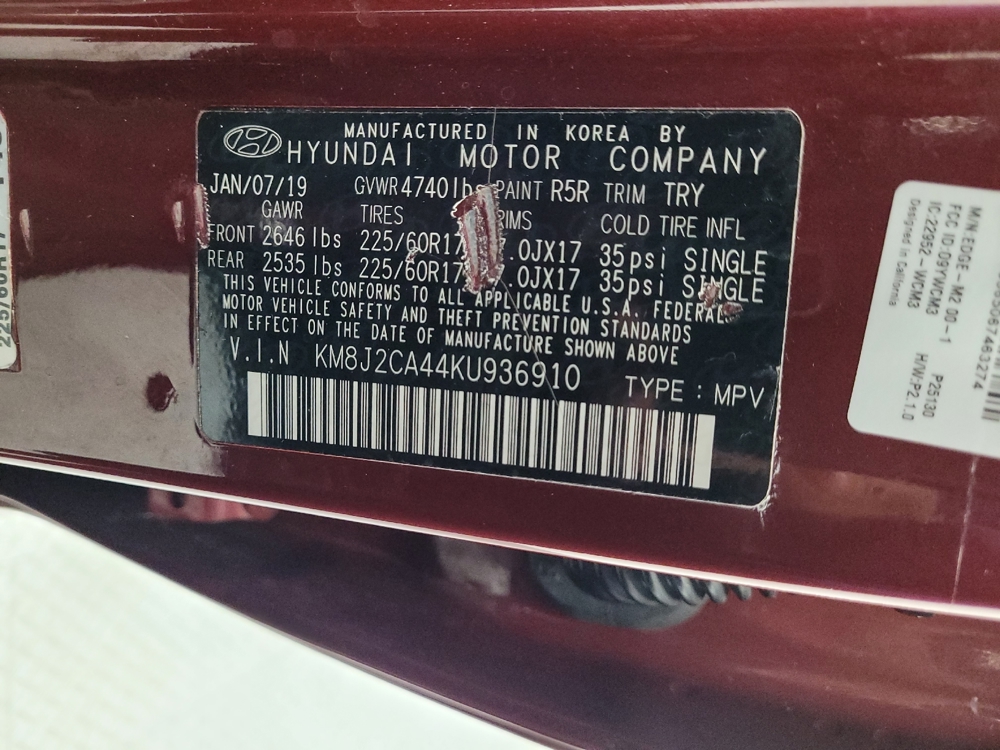 MANUFACTURED IN KOREA BY
HYUNDAI MOTOR COMPANY
JAN/07/19 GVWR 4740lbs PAINT R5R TRIM TRY
GAWR TIRES RIMS COLD TIRE INFL
FRONT 2646 lbs 225/60R17 7.0JX17 35psi SINGLE
REAR 2535 lbs 225/60R17 7.0JX17 35psi SINGLE
THIS VEHICLE CONFORMS TO ALL APPLICABLE U.S.A. FEDERAL
MOTOR VEHICLE SAFETY AND THEFT PREVENTION STANDARDS
IN EFFECT ON THE DATE OF MANUFACTURE SHOWN ABOVE
V.I.N KM8J2CA44KU936910 TYPE : MPV
225/60R17
M/N:EDGE - M2 00 - 1 P25130
FCC ID:O9YWCM3 H/W:P2.1.0
IC:22952 - WCM3
Designed in California